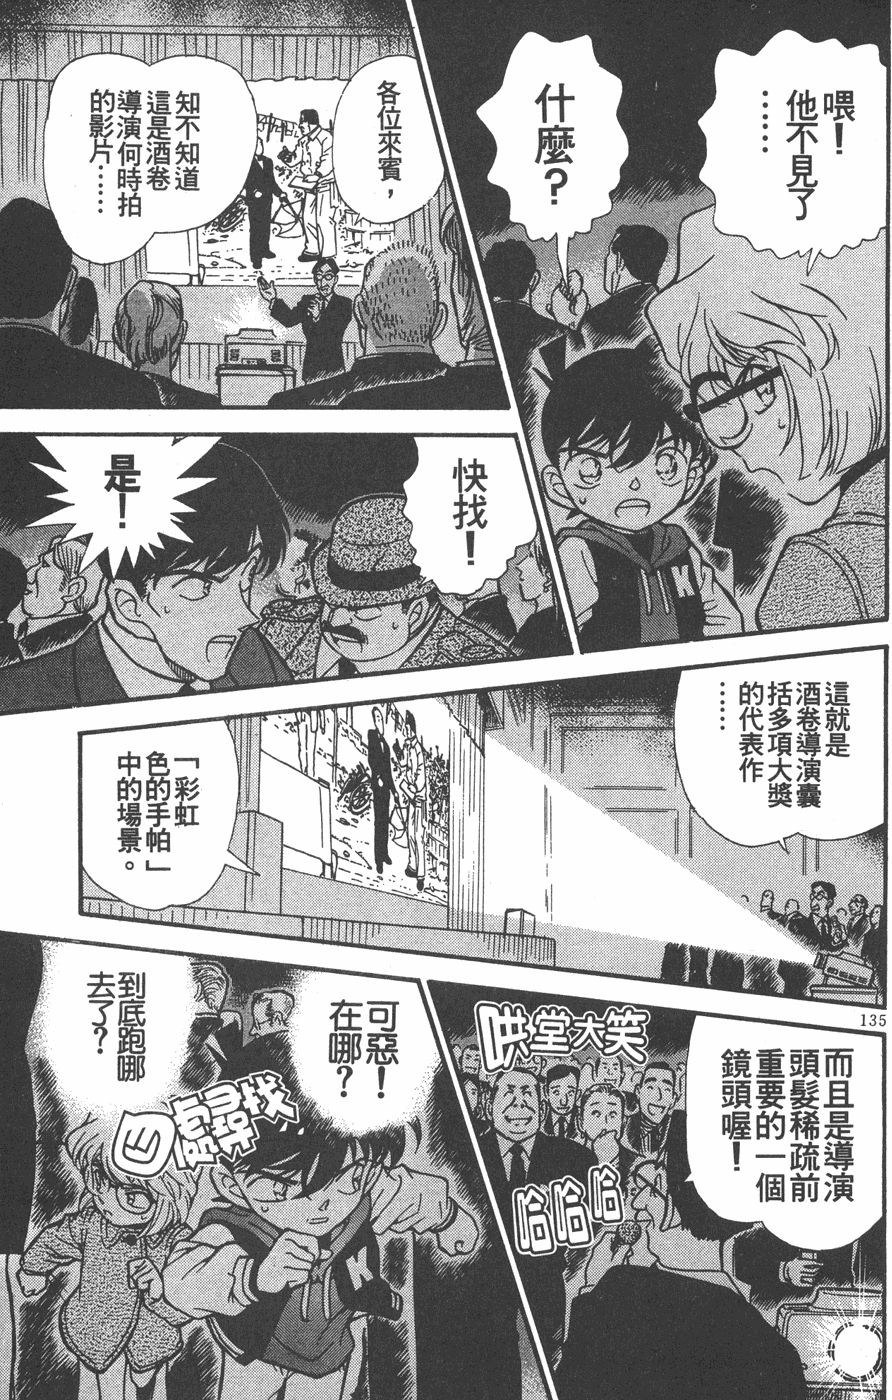 喂！
他不見了
……
什麼？
各位來賓，
知不知道
這是酒卷
導演何時拍
的影片……
快找！
是！
這就是
酒卷導演囊
括多項大獎
的代表作
……
「彩虹
色的手帕」
中的場景。
135
而且是導演
頭髮稀疏前
重要的一個
鏡頭喔！
哄堂大笑
哈哈哈
可惡！
在哪？
到底跑哪
去了？
四處尋找
K
K